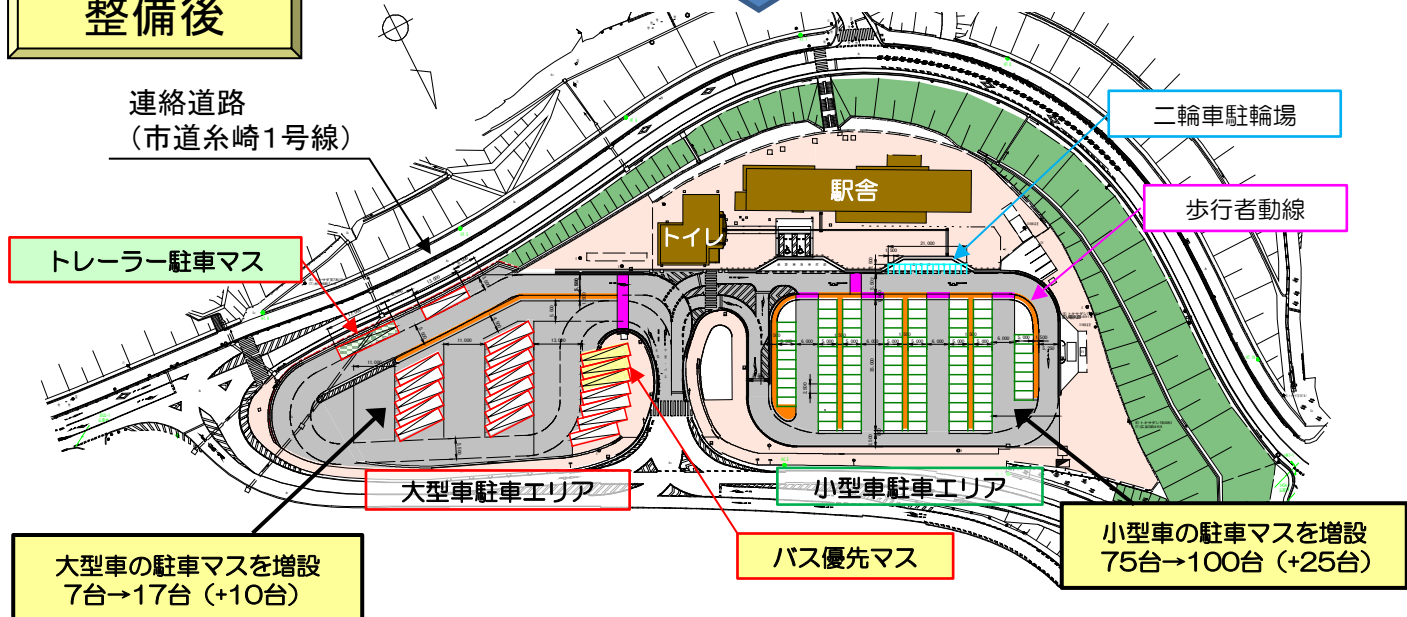 整備後
連絡道路
（市道糸崎1号線）
二輪車駐輪場
歩行者動線
駅舎
トイレ
トレーラー駐車マス
大型車駐車エリア
小型車駐車エリア
バス優先マス
大型車の駐車マスを増設
7台→17台（+10台）
小型車の駐車マスを増設
75台→100台（+25台）